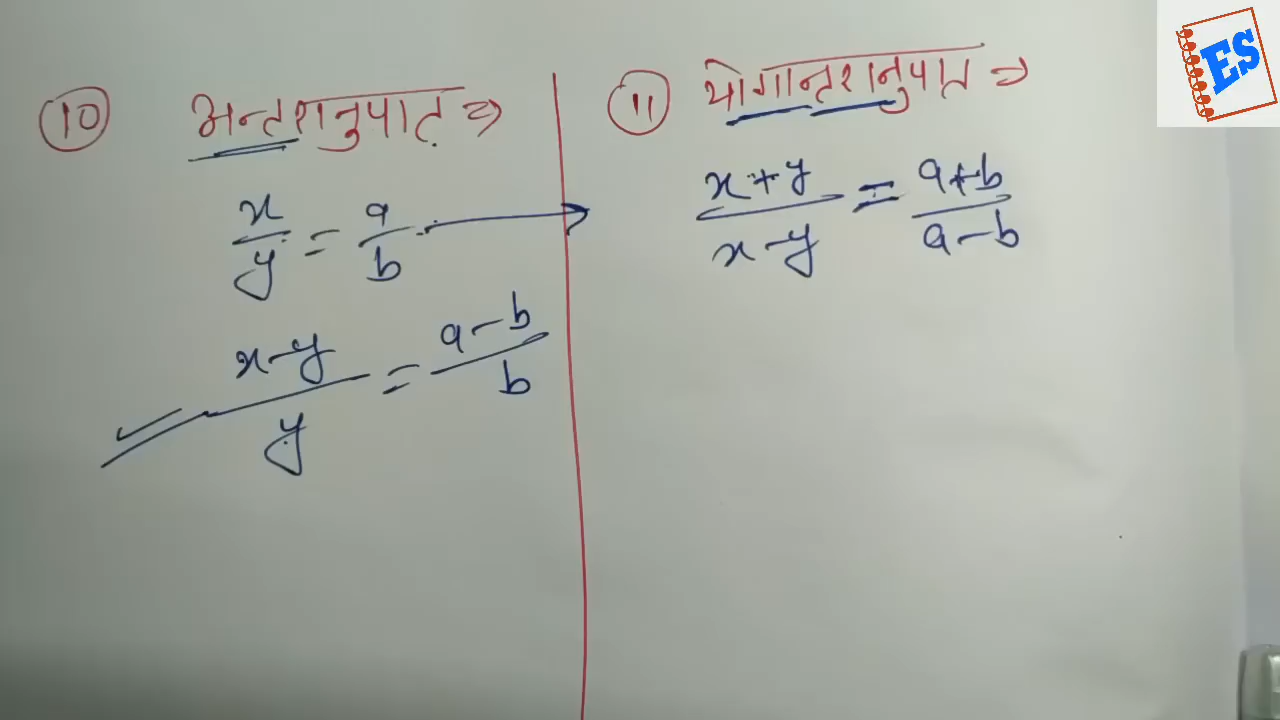 10 अन्तरानुपात ⇒
x/y = a/b →
(x-y)/y = (a-b)/b
11 योगान्तरानुपात ⇒
(x+y)/(x-y) = (a+b)/(a-b)
ES